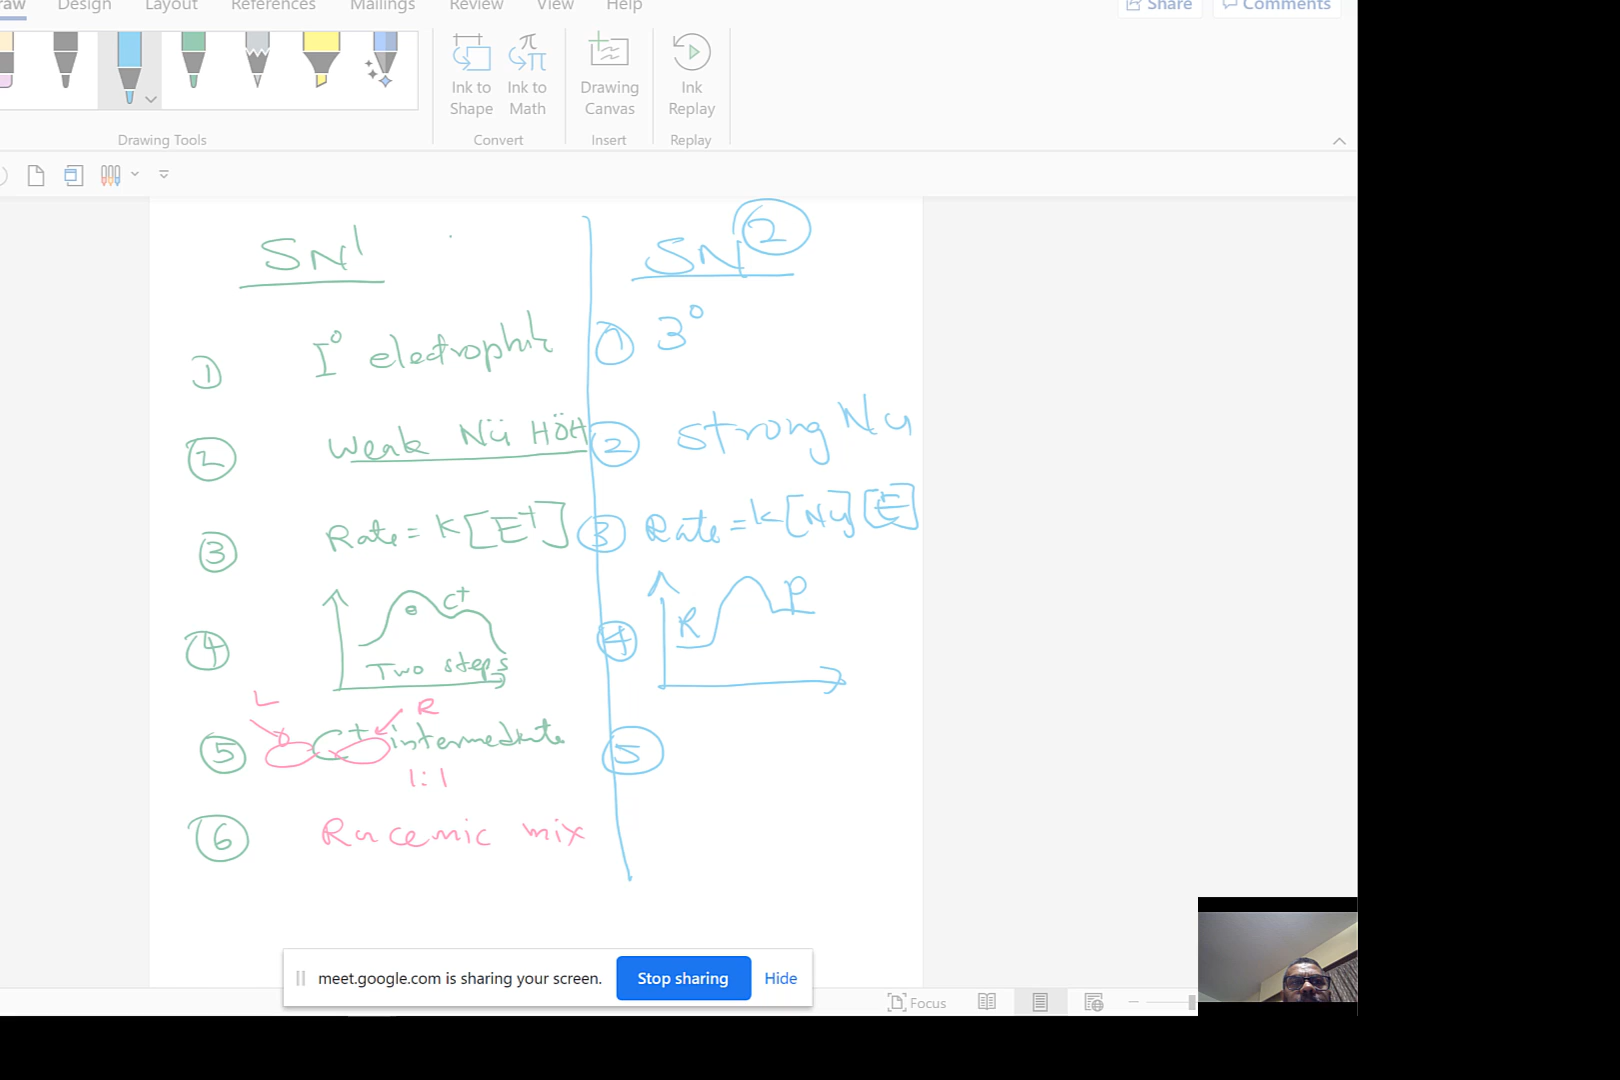 raw Design Layout References Mailings Review View Help Share Comments
Ink to Shape
Ink to Math
Drawing Canvas
Ink Replay
Drawing Tools Convert Insert Replay
SN1
① I° electrophile
② Weak Nü HÖH
③ Rate = K [E+]
④ C+
Two steps
L R
⑤ C+ intermediate
1:1
⑥ Racemic mix
SN2
① 3°
② Strong Nu
③ Rate = K [Nu] [E]
④ R P
⑤
meet.google.com is sharing your screen. Stop sharing Hide
Focus